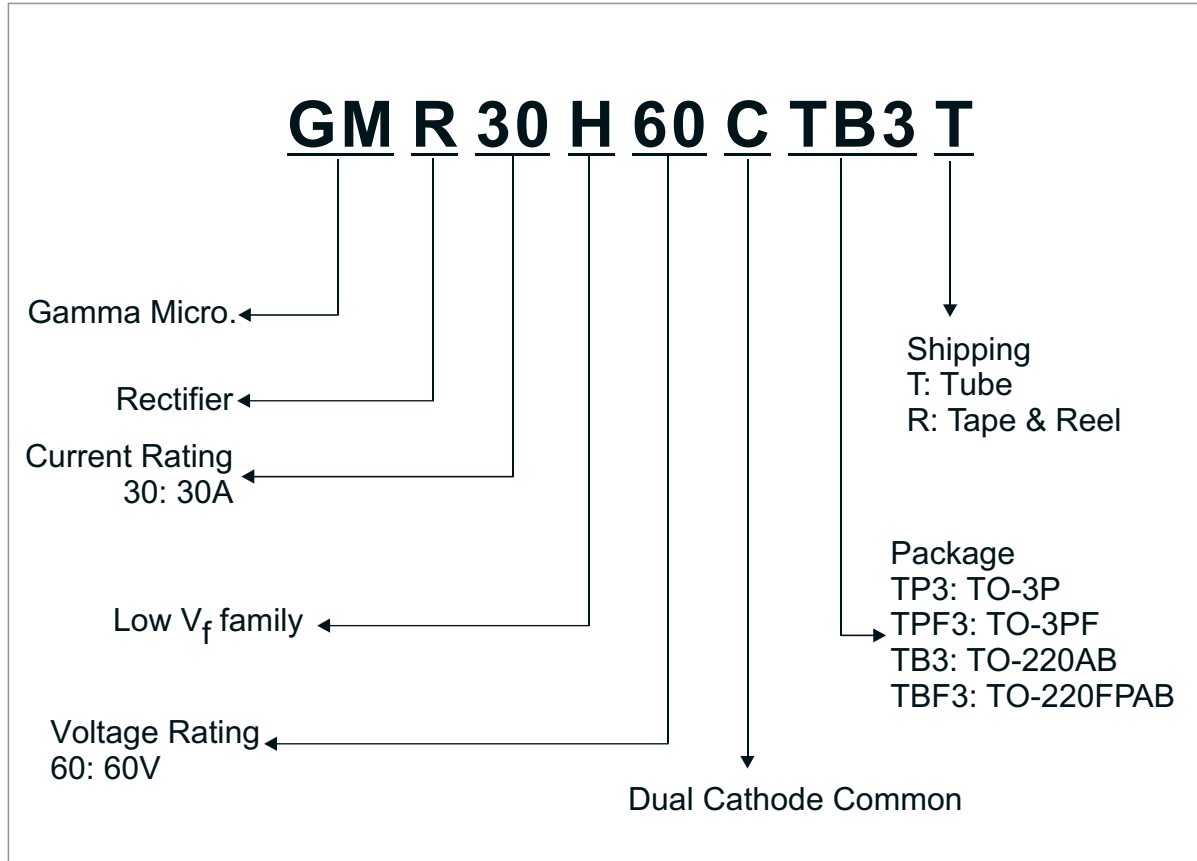 GM R 30 H 60 C TB3 T
Gamma Micro.
Rectifier
Current Rating
30: 30A
Low Vf family
Voltage Rating
60: 60V
Dual Cathode Common
Package
TP3: TO-3P
TPF3: TO-3PF
TB3: TO-220AB
TBF3: TO-220FPAB
Shipping
T: Tube
R: Tape & Reel